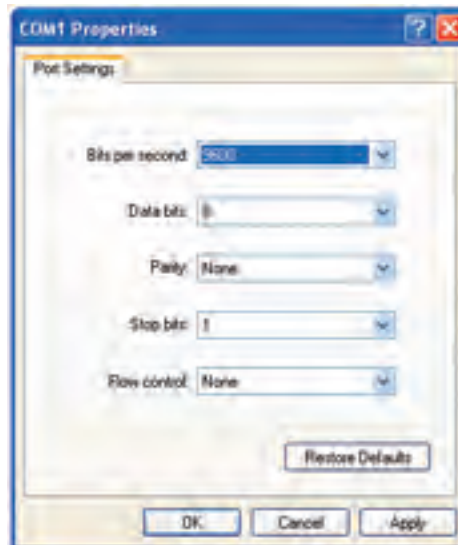 COM1 Properties
Port Settings
Bits per second: 9600
Data bits: 8
Parity: None
Stop bits: 1
Flow control: None
Restore Defaults
OK Cancel Apply